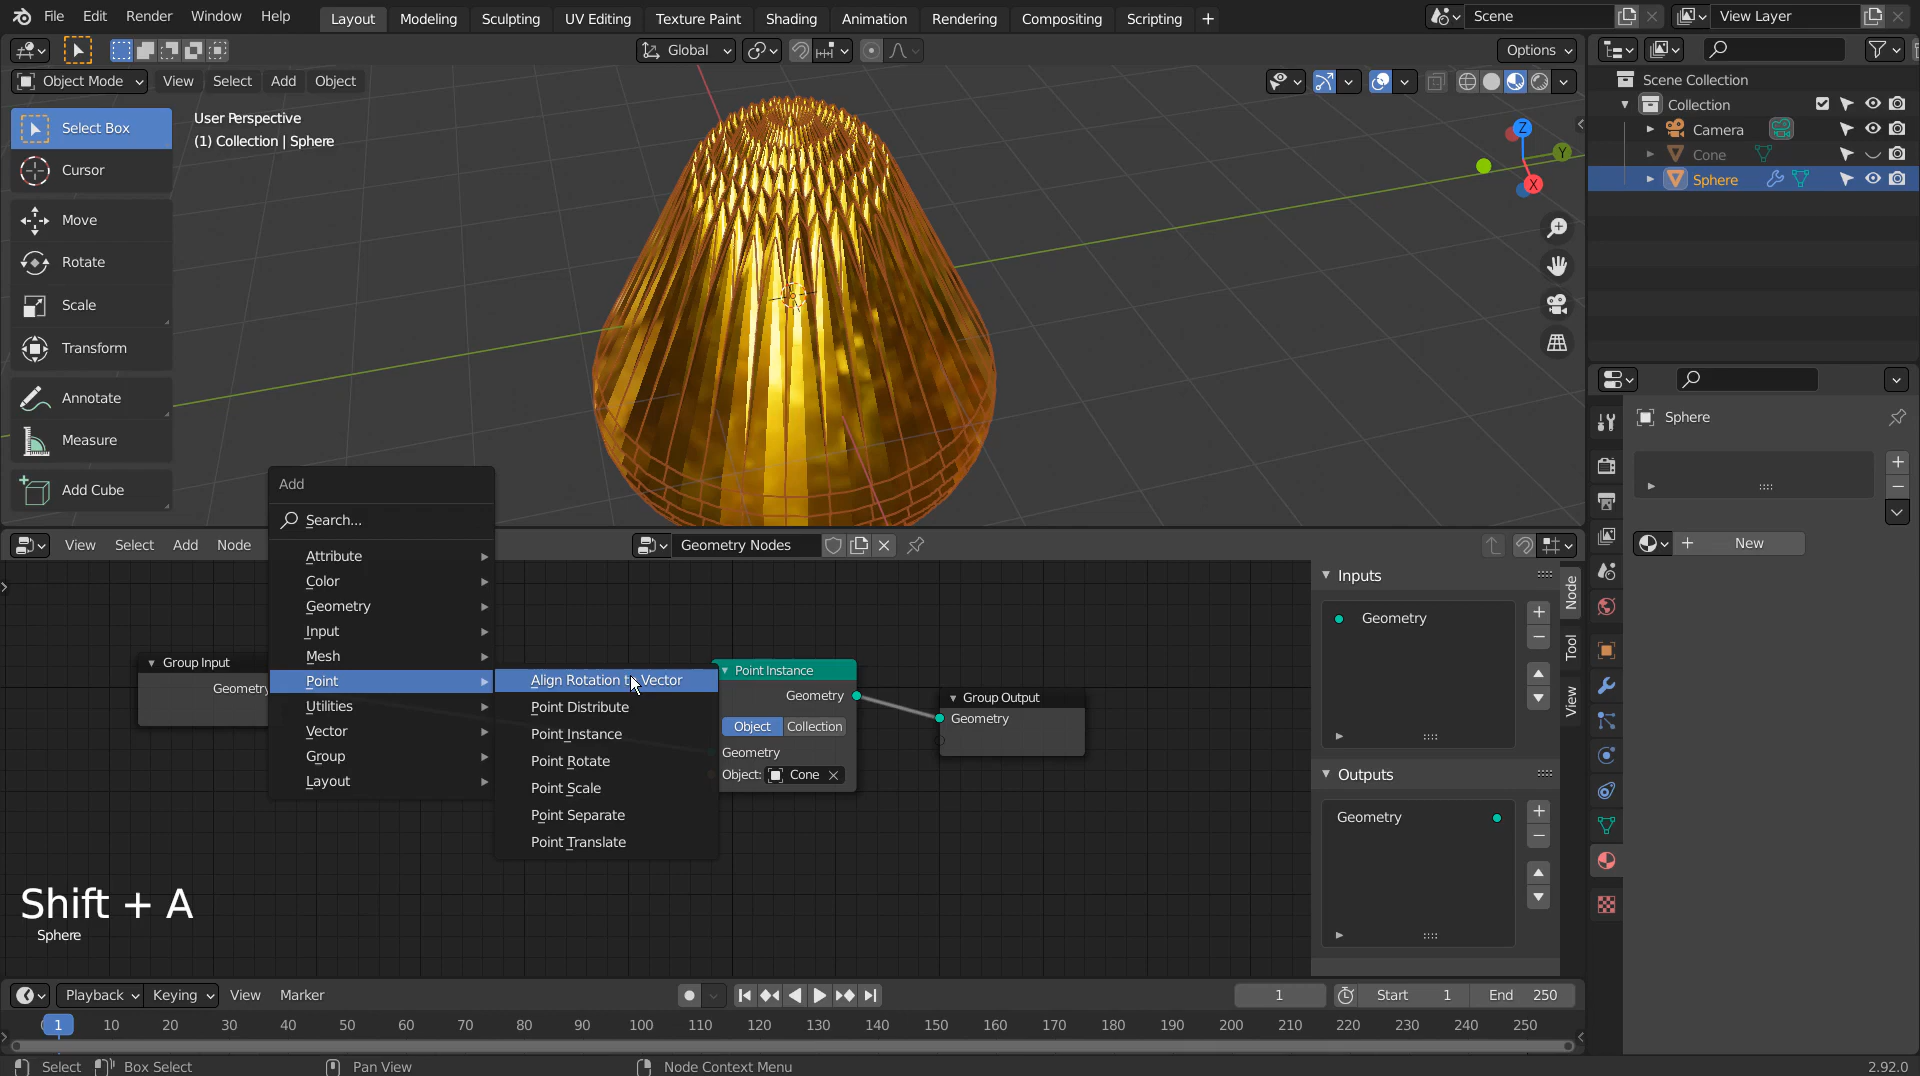 File Edit Render Window Help Layout Modeling Sculpting UV Editing Texture Paint Shading Animation Rendering Compositing Scripting + Scene View Layer
Global Options
Object Mode View Select Add Object
User Perspective
(1) Collection | Sphere
Select Box
Cursor
Move
Rotate
Scale
Transform
Annotate
Measure
Add Cube
Z
Y
X
Scene Collection
Collection
Camera
Cone
Sphere
Sphere
New
View Select Add Node Geometry Nodes
Add
Search...
Attribute
Color
Geometry
Input
Mesh
Point
Utilities
Vector
Group
Layout
Align Rotation to Vector
Point Distribute
Point Instance
Point Rotate
Point Scale
Point Separate
Point Translate
Group Input
Geometry
Point Instance
Geometry
Object Collection
Geometry
Object: Cone
Group Output
Geometry
Inputs
Geometry
Outputs
Geometry
Node
Tool
View
Shift + A
Sphere
Playback Keying View Marker 1 Start 1 End 250
1 10 20 30 40 50 60 70 80 90 100 110 120 130 140 150 160 170 180 190 200 210 220 230 240 250
Select Box Select Pan View Node Context Menu 2.92.0